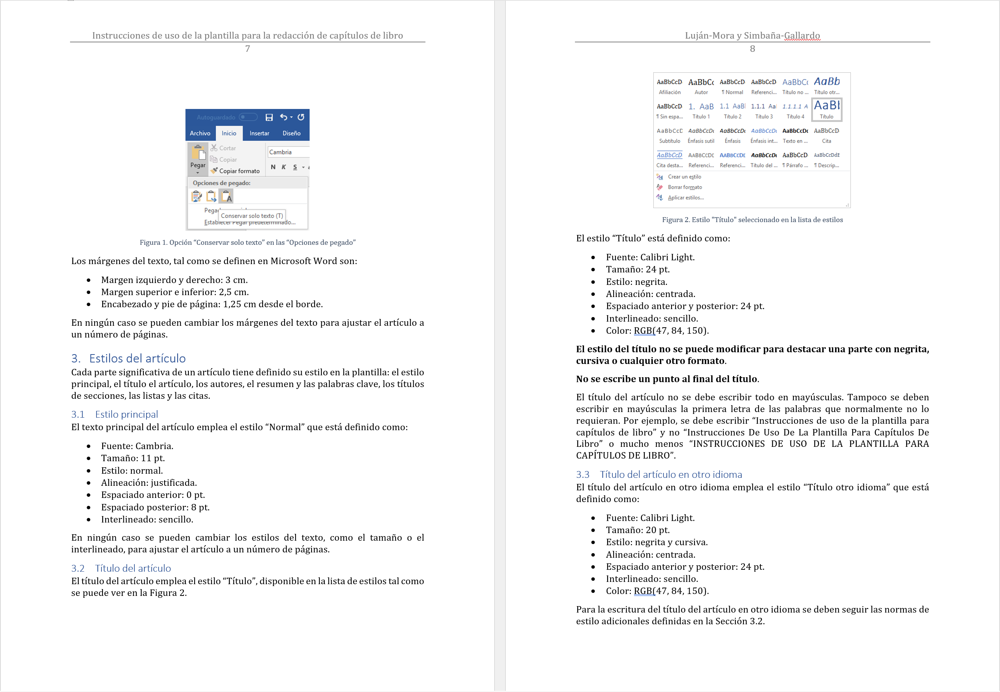 Instrucciones de uso de la plantilla para la redacción de capítulos de libro
7
Autoguardado
Archivo Inicio Insertar Diseño
Cortar
Copiar
Pegar
Copiar formato
Cambria
N K S
Opciones de pegado:
Conservar solo texto (T)
Establecer Pegar predeterminado...
Figura 1. Opción “Conservar solo texto” en las “Opciones de pegado”
Los márgenes del texto, tal como se definen en Microsoft Word son:
• Margen izquierdo y derecho: 3 cm.
• Margen superior e inferior: 2,5 cm.
• Encabezado y pie de página: 1,25 cm desde el borde.
En ningún caso se pueden cambiar los márgenes del texto para ajustar el artículo a
un número de páginas.
3. Estilos del artículo
Cada parte significativa de un artículo tiene definido su estilo en la plantilla: el estilo
principal, el título el artículo, los autores, el resumen y las palabras clave, los títulos
de secciones, las listas y las citas.
3.1 Estilo principal
El texto principal del artículo emplea el estilo “Normal” que está definido como:
• Fuente: Cambria.
• Tamaño: 11 pt.
• Estilo: normal.
• Alineación: justificada.
• Espaciado anterior: 0 pt.
• Espaciado posterior: 8 pt.
• Interlineado: sencillo.
En ningún caso se pueden cambiar los estilos del texto, como el tamaño o el
interlineado, para ajustar el artículo a un número de páginas.
3.2 Título del artículo
El título del artículo emplea el estilo “Título”, disponible en la lista de estilos tal como
se puede ver en la Figura 2.
Luján-Mora y Simbaña-Gallardo
8
AaBbCcD AaBbCc AaBbCcD AaBbCcD AaBbCc AaBb
Afiliación Autor ¶ Normal Referenci... Título no ... Título otr...
AaBbCcD 1. AaB 1.1 AaBl 1.1.1 Aa 1.1.1.1 A AaBl
¶ Sin espa... Título 1 Título 2 Título 3 Título 4 Título
AaBbCcD AaBbCcDc AaBbCcDc AaBbCcDc AaBbCcDc AaBbCcD
Subtítulo Énfasis sutil Énfasis Énfasis int... Texto en ... Cita
AaBbCcD AABBCCDE AABBCCDE AaBbCcDc AaBbCcD AaBbCcDdE
Cita desta... Referenci... Referenci... Título del ... ¶ Párrafo ... ¶ Descrip...
Crear un estilo
Borrar formato
Aplicar estilos...
Figura 2. Estilo "Título" seleccionado en la lista de estilos
El estilo “Título” está definido como:
• Fuente: Calibri Light.
• Tamaño: 24 pt.
• Estilo: negrita.
• Alineación: centrada.
• Espaciado anterior y posterior: 24 pt.
• Interlineado: sencillo.
• Color: RGB(47, 84, 150).
El estilo del título no se puede modificar para destacar una parte con negrita,
cursiva o cualquier otro formato.
No se escribe un punto al final del título.
El título del artículo no se debe escribir todo en mayúsculas. Tampoco se deben
escribir en mayúsculas la primera letra de las palabras que normalmente no lo
requieran. Por ejemplo, se debe escribir “Instrucciones de uso de la plantilla para
capítulos de libro” y no “Instrucciones De Uso De La Plantilla Para Capítulos De
Libro” o mucho menos “INSTRUCCIONES DE USO DE LA PLANTILLA PARA
CAPÍTULOS DE LIBRO”.
3.3 Título del artículo en otro idioma
El título del artículo en otro idioma emplea el estilo “Título otro idioma” que está
definido como:
• Fuente: Calibri Light.
• Tamaño: 20 pt.
• Estilo: negrita y cursiva.
• Alineación: centrada.
• Espaciado anterior y posterior: 24 pt.
• Interlineado: sencillo.
• Color: RGB(47, 84, 150).
Para la escritura del título del artículo en otro idioma se deben seguir las normas de
estilo adicionales definidas en la Sección 3.2.